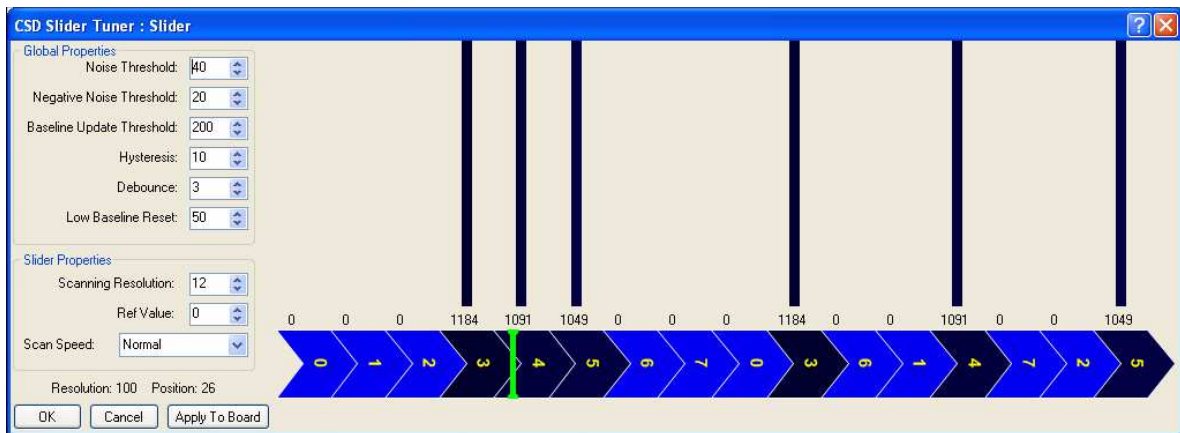 CSD Slider Tuner : Slider
Global Properties
Noise Threshold: 40
Negative Noise Threshold: 20
Baseline Update Threshold: 200
Hysteresis: 10
Debounce: 3
Low Baseline Reset: 50
Slider Properties
Scanning Resolution: 12
Ref Value: 0
Scan Speed: Normal
Resolution: 100 Position: 26
OK Cancel Apply To Board
0 0 0 1184 1091 1049 0 0 0 1184 0 0 1091 0 0 1049
0 1 2 3 4 5 6 7 0 3 6 1 4 7 2 5